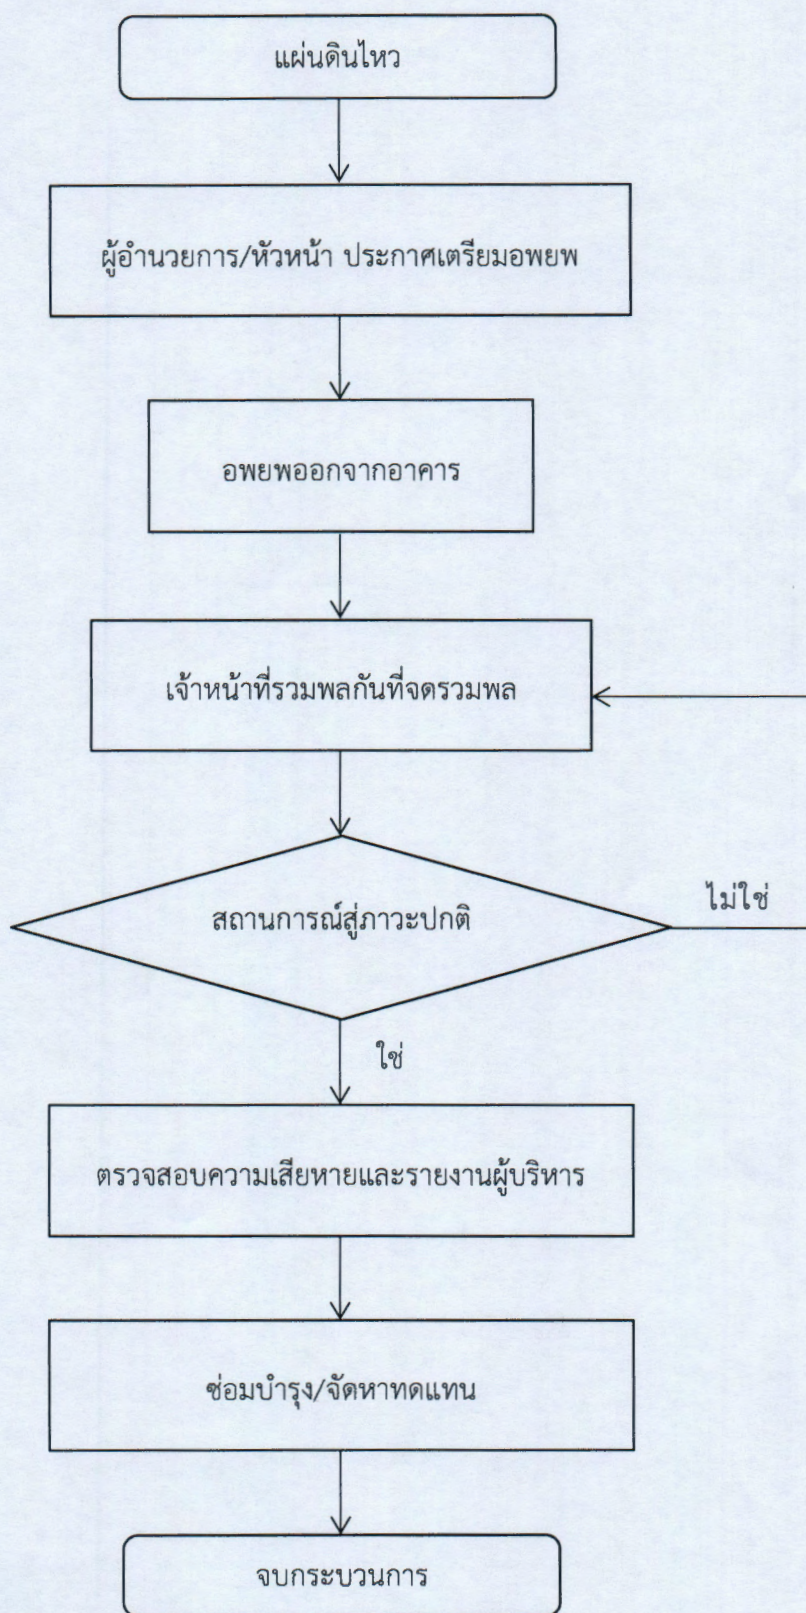 แผ่นดินไหว
ผู้อำนวยการ/หัวหน้า ประกาศเตรียมอพยพ
อพยพออกจากอาคาร
เจ้าหน้าที่รวมพลกันที่จดรวมพล
สถานการณ์สู่ภาวะปกติ
ไม่ใช่
ใช่
ตรวจสอบความเสียหายและรายงานผู้บริหาร
ซ่อมบำรุง/จัดหาทดแทน
จบกระบวนการ